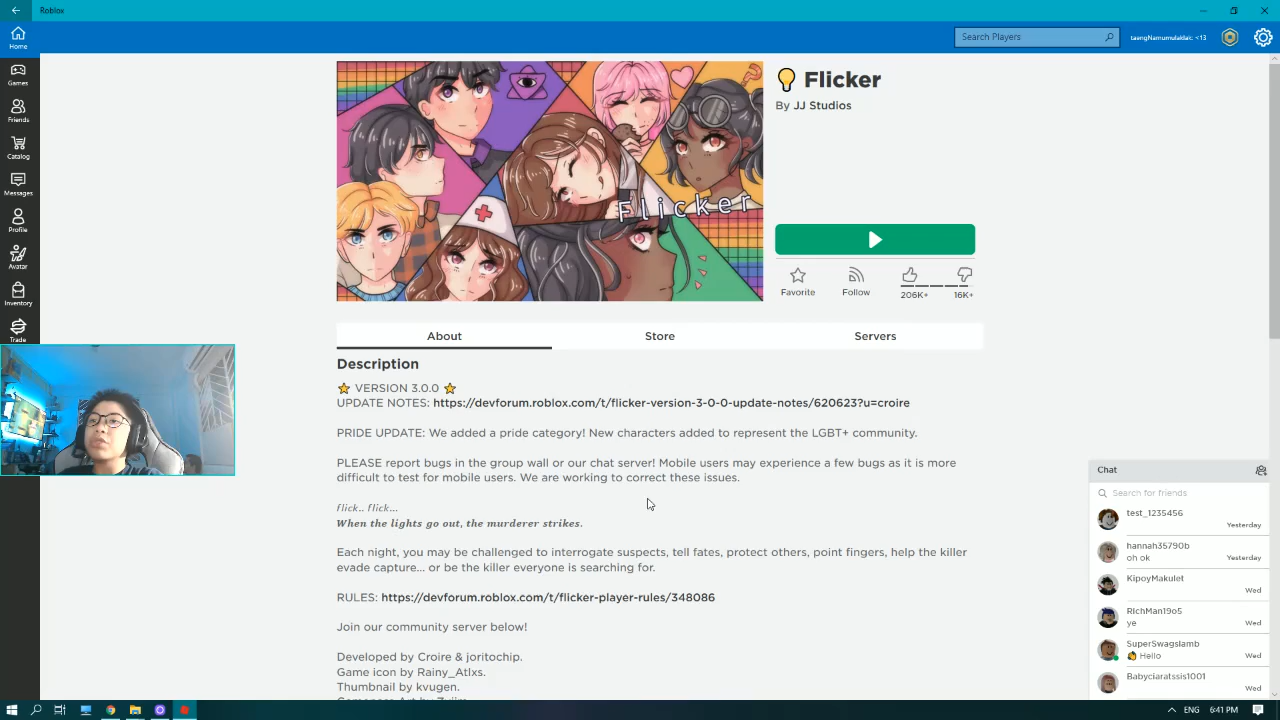 Roblox
Home
Search Players
taengNamumulaklak: <13
Games
Friends
Catalog
Messages
Profile
Avatar
Inventory
Trade
Flicker
Flicker
By JJ Studios
Favorite
Follow
206K+
16K+
About
Store
Servers
Description
⭐ VERSION 3.0.0 ⭐
UPDATE NOTES: https://devforum.roblox.com/t/flicker-version-3-0-0-update-notes/620623?u=croire
PRIDE UPDATE: We added a pride category! New characters added to represent the LGBT+ community.
PLEASE report bugs in the group wall or our chat server! Mobile users may experience a few bugs as it is more
difficult to test for mobile users. We are working to correct these issues.
flick.. flick...
When the lights go out, the murderer strikes.
Each night, you may be challenged to interrogate suspects, tell fates, protect others, point fingers, help the killer
evade capture... or be the killer everyone is searching for.
RULES: https://devforum.roblox.com/t/flicker-player-rules/348086
Join our community server below!
Developed by Croire & joritochip.
Game icon by Rainy_Atlxs.
Thumbnail by kvugen.
Chat
Search for friends
test_1235456
Yesterday
hannah35790b
oh ok
Yesterday
KipoyMakulet
Wed
RichMan19o5
ye
Wed
SuperSwagslamb
👋 Hello
Wed
Babyciaratssis1001
Wed
ENG
6:41 PM